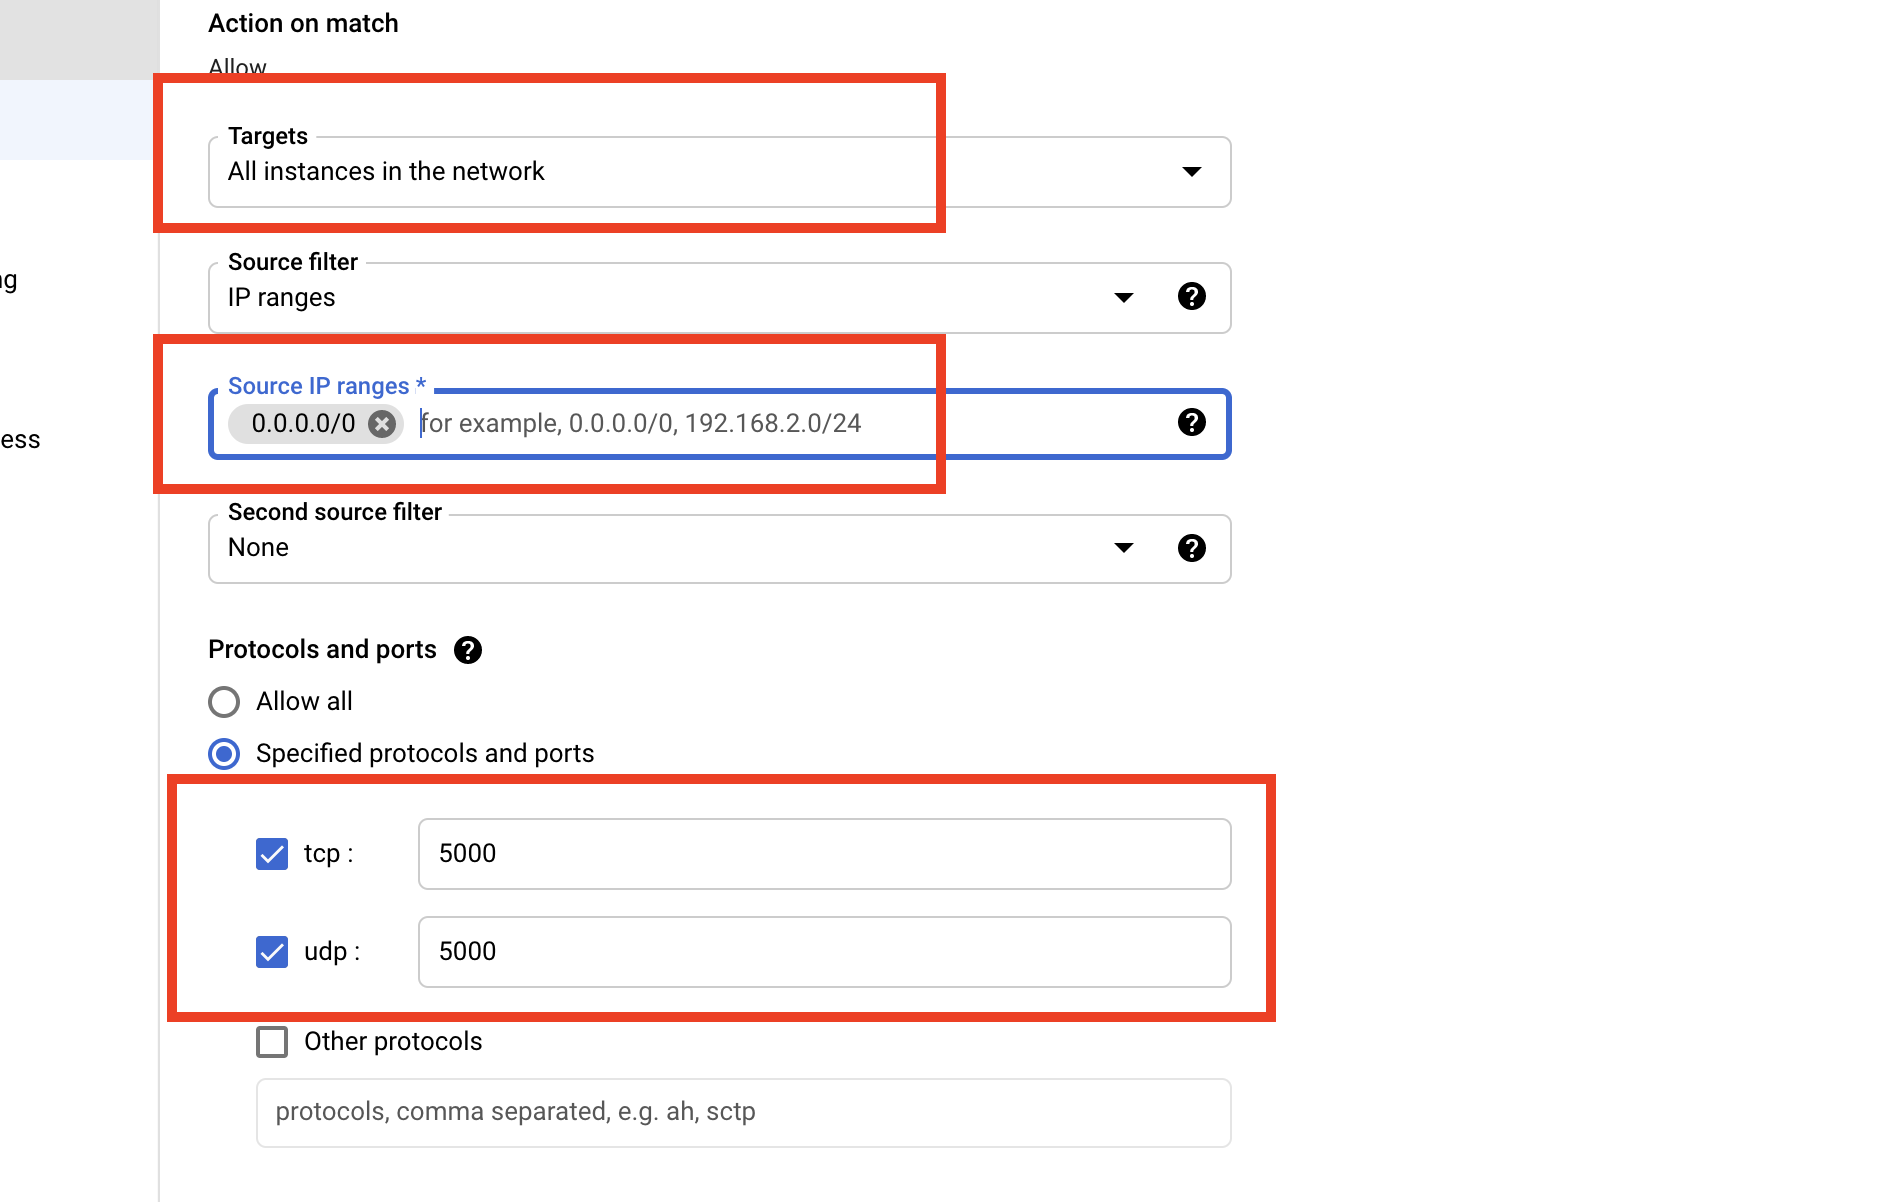 Action on match
Allow
Targets
All instances in the network
Source filter
ng
IP ranges
Source IP ranges *
0.0.0.0/0 for example, 0.0.0.0/0, 192.168.2.0/24
ess
Second source filter
None
Protocols and ports
Allow all
Specified protocols and ports
tcp : 5000
udp : 5000
Other protocols
protocols, comma separated, e.g. ah, sctp